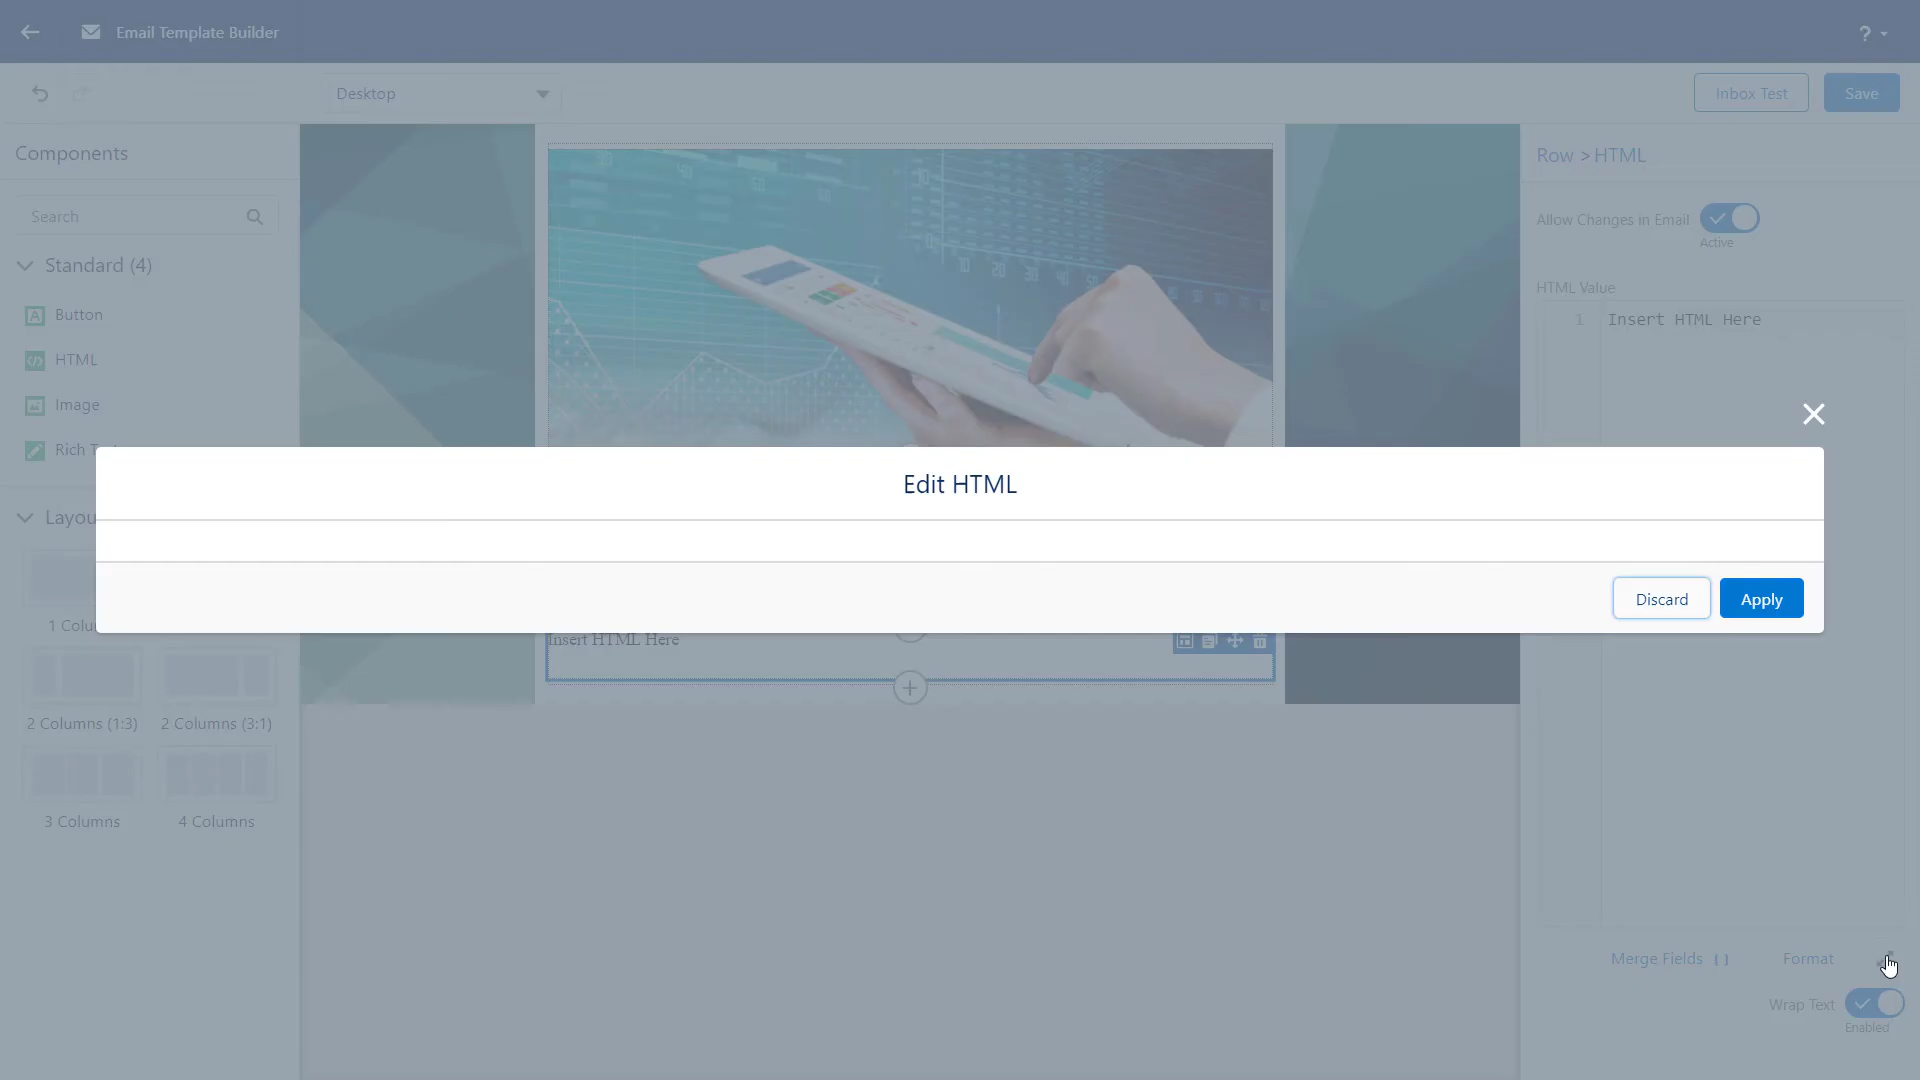 Email Template Builder
?
Desktop
Inbox Test
Save
Components
Search
Standard (4)
Button
HTML
Image
Rich
Layou
1 Colu
2 Columns (1:3)
2 Columns (3:1)
3 Columns
4 Columns
Row > HTML
Allow Changes in Email
Active
HTML Value
1 Insert HTML Here
Edit HTML
Discard
Apply
Insert HTML Here
Merge Fields { }
Format
Wrap Text
Enabled